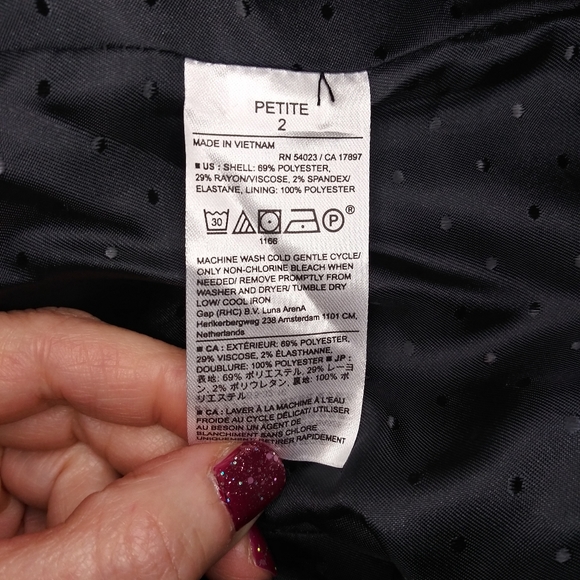 PETITE
2
MADE IN VIETNAM
RN 54023 / CA 17897
■ US : SHELL: 69% POLYESTER,
29% RAYON/VISCOSE, 2% SPANDEX/
ELASTANE, LINING: 100% POLYESTER
30 P ®
1166
MACHINE WASH COLD GENTLE CYCLE/
ONLY NON-CHLORINE BLEACH WHEN
NEEDED/ REMOVE PROMPTLY FROM
WASHER AND DRYER/ TUMBLE DRY
LOW/ COOL IRON
Gap (RHC) B.V. Luna ArenA
Herikerbergweg 238 Amsterdam 1101 CM,
Netherlands
■ CA : EXTÉRIEUR: 69% POLYESTER,
29% VISCOSE, 2% ÉLASTHANNE,
DOUBLURE: 100% POLYESTER ■ JP :
表地: 69% ポリエステル, 29% レーヨ
ン, 2% ポリウレタン, 裏地: 100% ポ
リエステル
■ CA : LAVER À LA MACHINE À L'EAU
FROIDE AU CYCLE DÉLICAT/ UTILISER
AU BESOIN UN AGENT DE
BLANCHIMENT SANS CHLORE
UNIQUEMENT/ RETIRER RAPIDEMENT